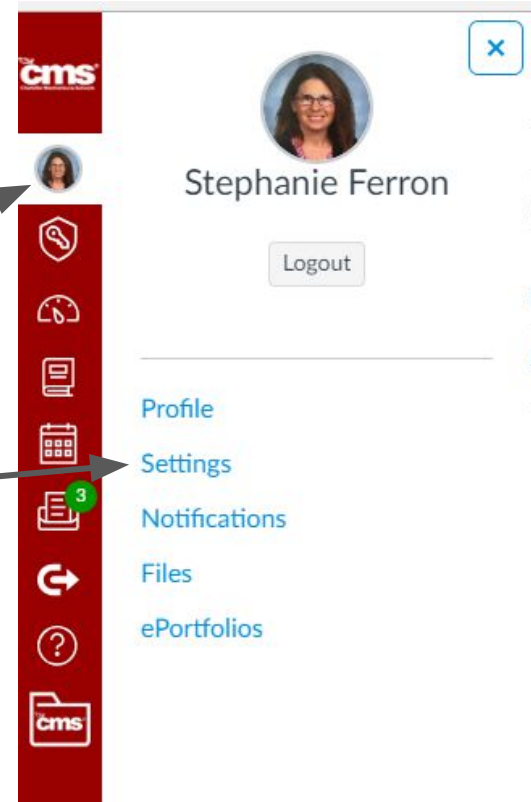 cms
Stephanie Ferron
Logout
Profile
Settings
3
Notifications
Files
ePortfolios
?
cms